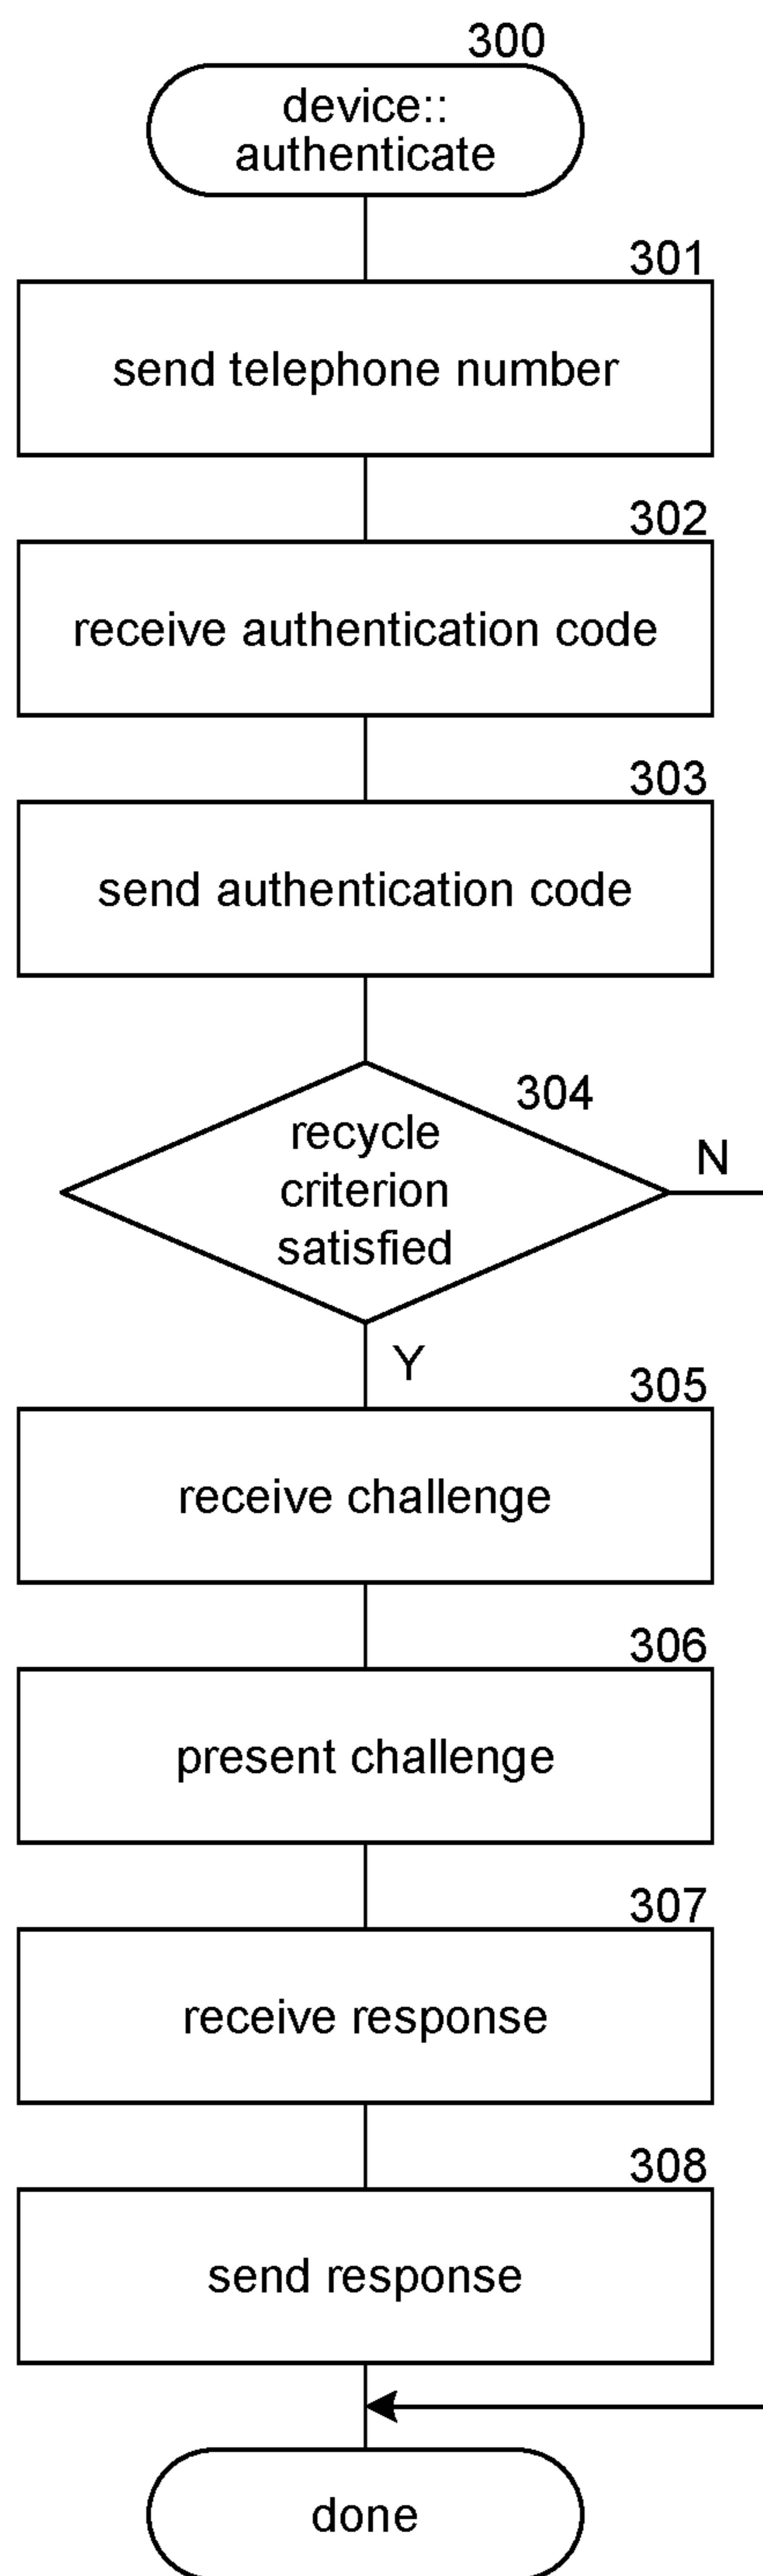 300
device::
authenticate
301
send telephone number
302
receive authentication code
303
send authentication code
304
recycle
criterion
satisfied
N
Y
305
receive challenge
306
present challenge
307
receive response
308
send response
done